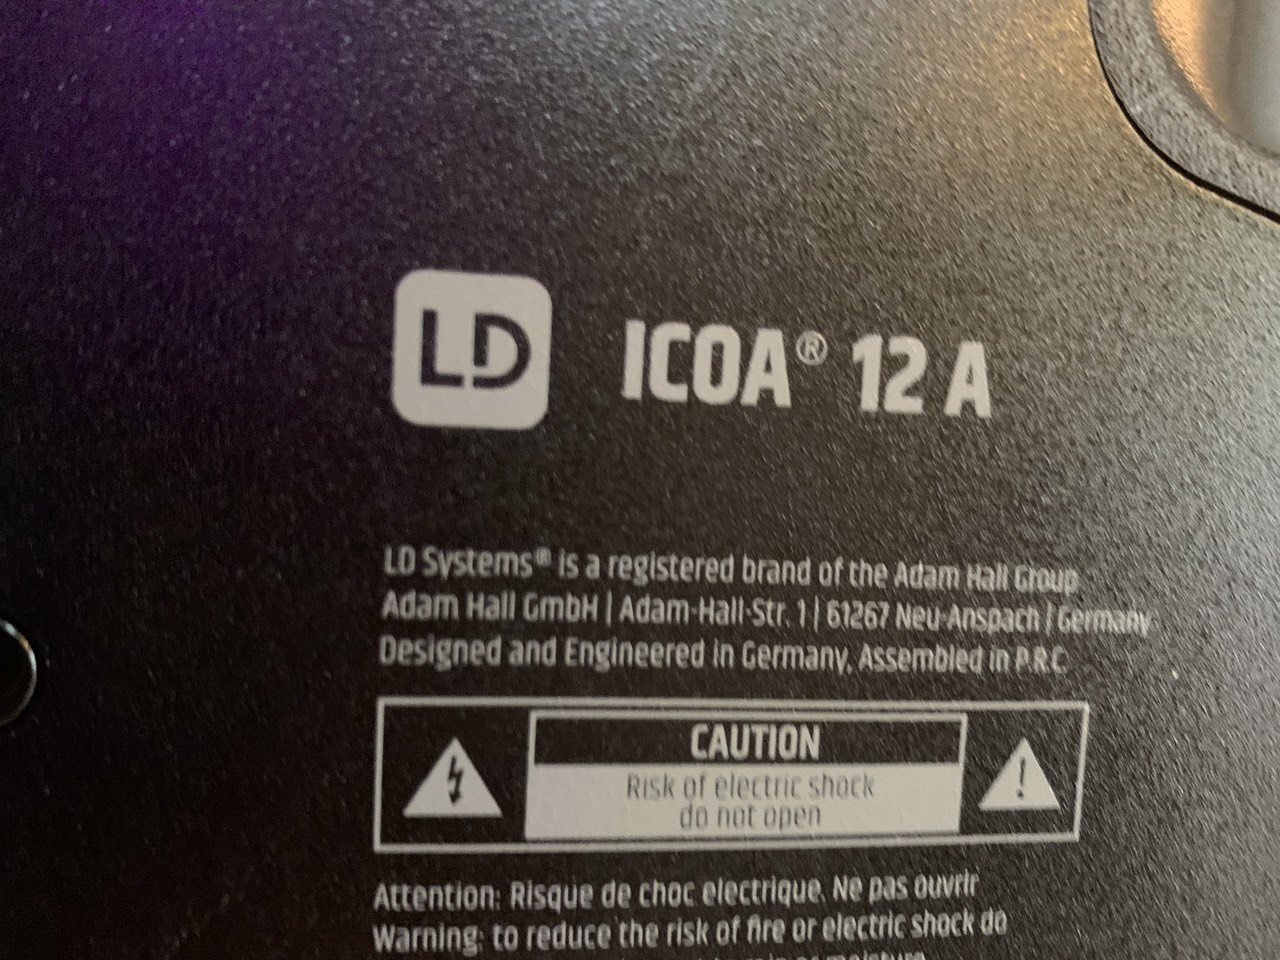 LD ICOA® 12 A
LD Systems® is a registered brand of the Adam Hall Group
Adam Hall GmbH | Adam-Hall-Str. 1 | 61267 Neu-Anspach | Germany
Designed and Engineered in Germany, Assembled in P.R.C.
CAUTION
Risk of electric shock
do not open
Attention: Risque de choc electrique. Ne pas ouvrir
Warning: to reduce the risk of fire or electric shock do
moisture